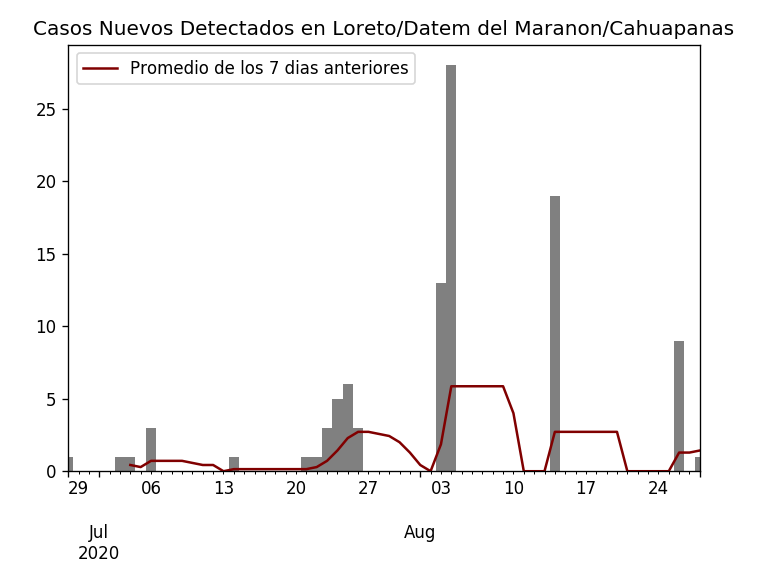 Casos Nuevos Detectados en Loreto/Datem del Maranon/Cahuapanas
Promedio de los 7 dias anteriores
25
20
15
10
5
0
29 06 13 20 27 03 10 17 24
Jul Aug
2020